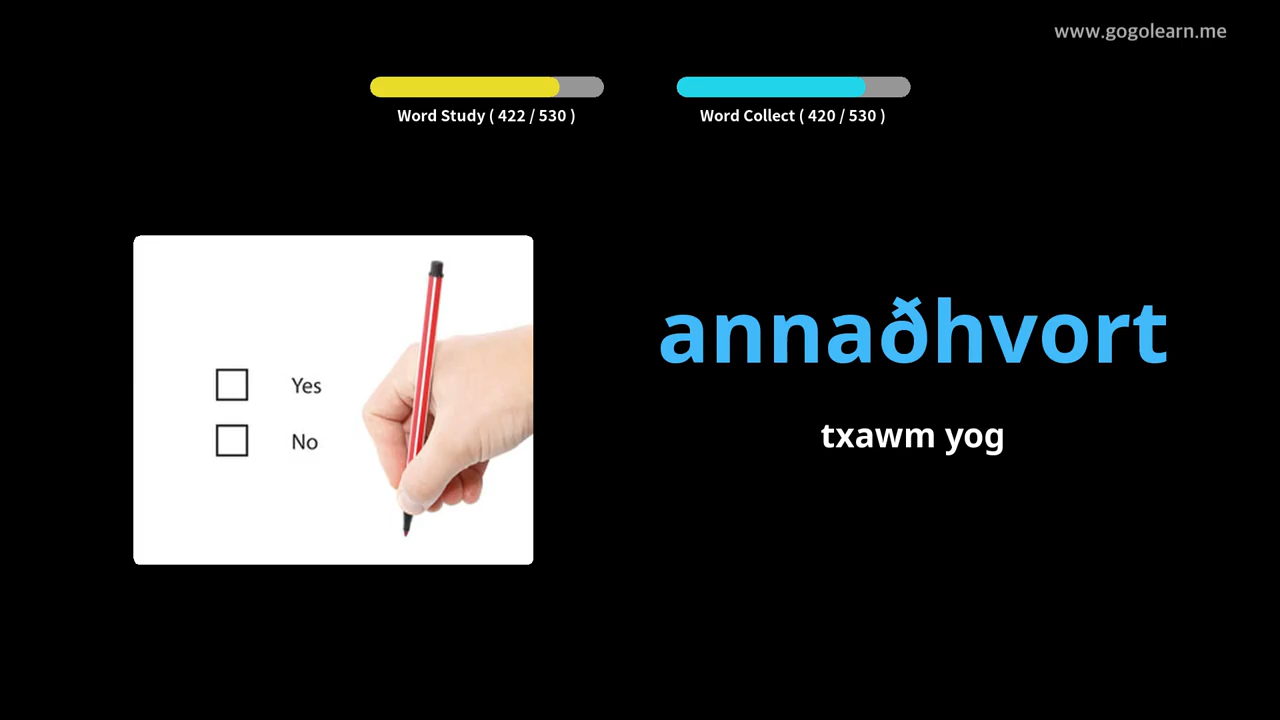 www.gogolearn.me
Word Study ( 422 / 530 )
Word Collect ( 420 / 530 )
Yes
No
annaðhvort
txawm yog